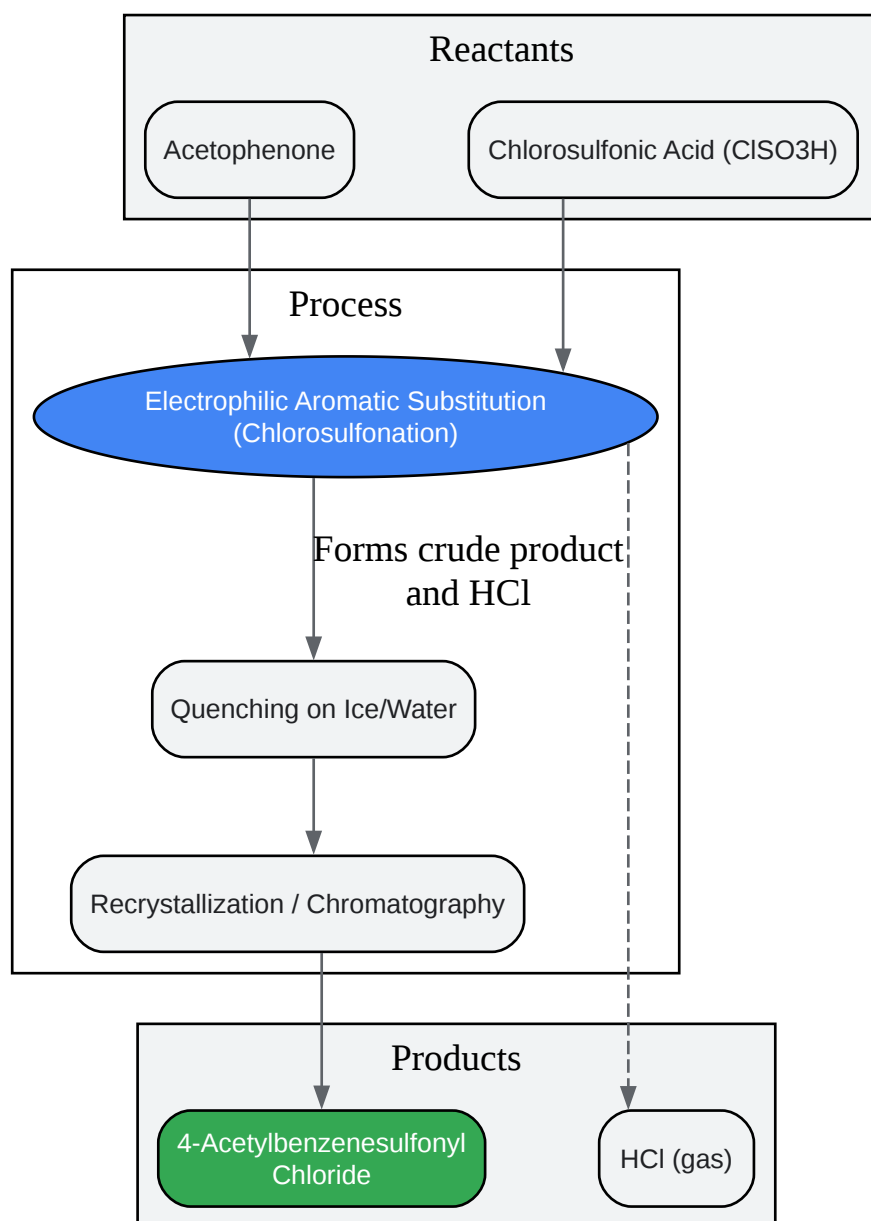 Reactants
Acetophenone
Chlorosulfonic Acid (ClSO3H)
Process
Electrophilic Aromatic Substitution
(Chlorosulfonation)
Forms crude product
and HCl
Quenching on Ice/Water
Recrystallization / Chromatography
Products
4-Acetylbenzenesulfonyl
Chloride
HCl (gas)